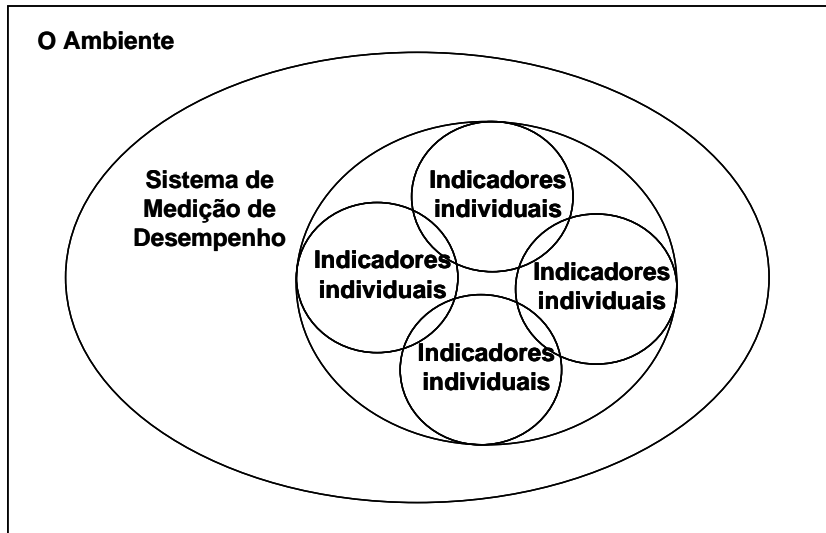 O Ambiente
Sistema de
Medição de
Desempenho
Indicadores
individuais
Indicadores
individuais
Indicadores
individuais
Indicadores
individuais